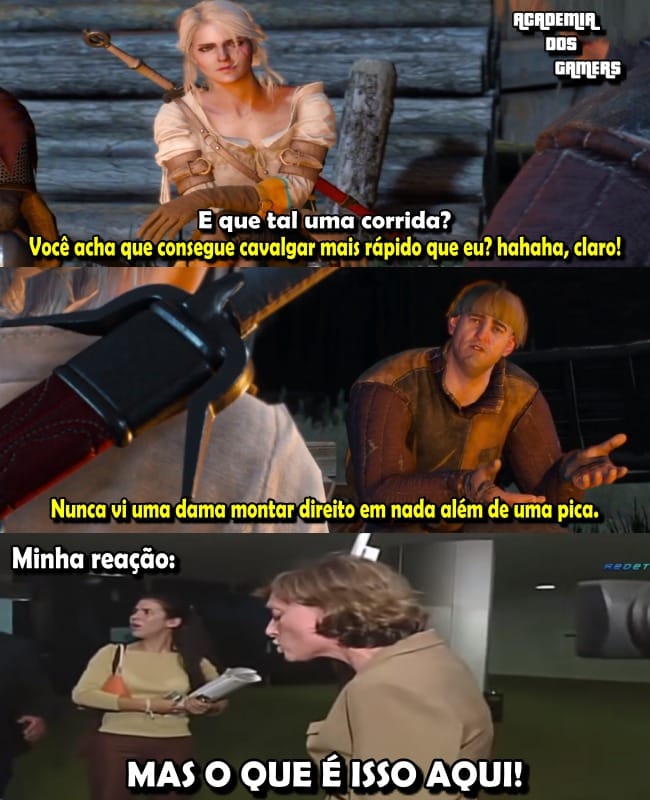 ACADEMIA
DOS
GAMERS
E que tal uma corrida?
Você acha que consegue cavalgar mais rápido que eu? hahaha, claro!
Nunca vi uma dama montar direito em nada além de uma pica.
Minha reação:
REDET
MAS O QUE É ISSO AQUI!